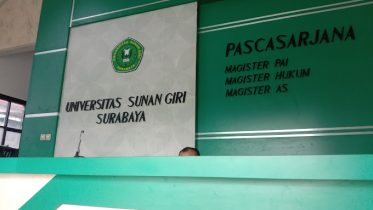 UNIVERSITAS SUNAN GIRI
SURABAYA
PASCASARJANA
MAGISTER PAI
MAGISTER HUKUM
MAGISTER AS